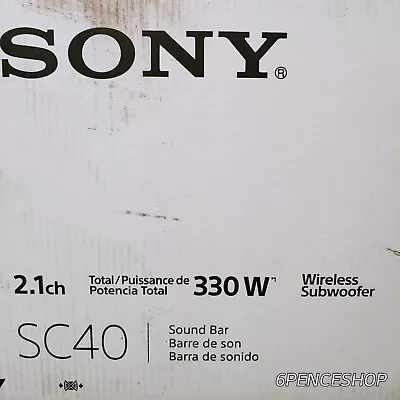 SONY®
2.1ch
Total/Puissance de
Potencia Total
330 W*¹
Wireless
Subwoofer
SC40
Sound Bar
Barre de son
Barra de sonido
6PENCESHOP